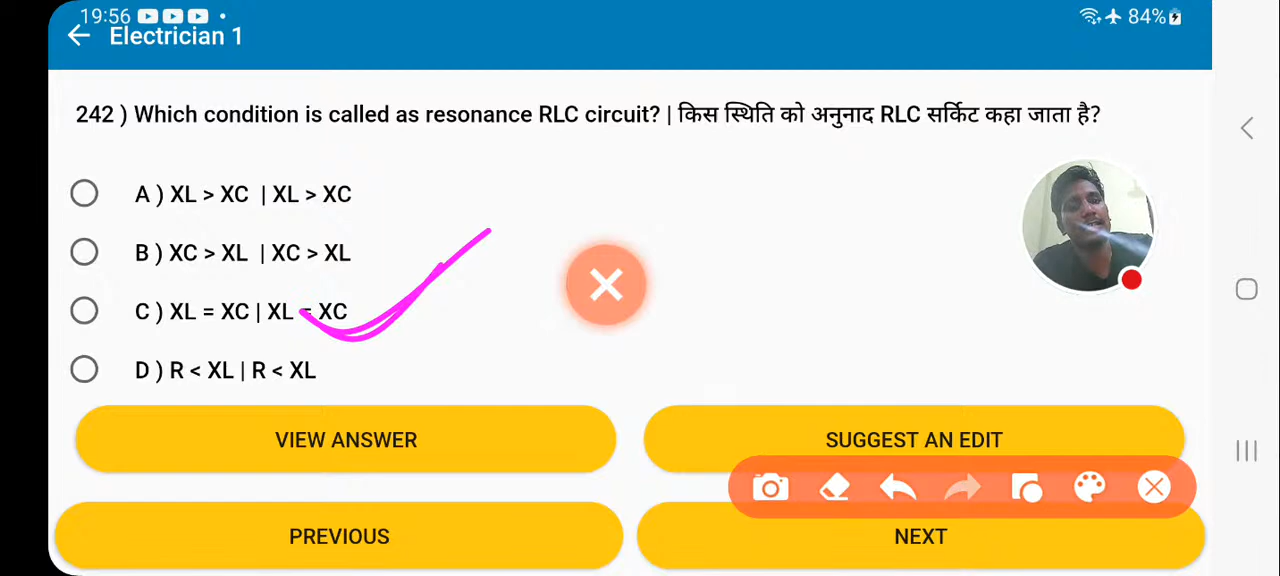 19:56
84%
Electrician 1
242 ) Which condition is called as resonance RLC circuit? | किस स्थिति को अनुनाद RLC सर्किट कहा जाता है?
A ) XL > XC | XL > XC
B ) XC > XL | XC > XL
C ) XL = XC | XL = XC
D ) R < XL | R < XL
VIEW ANSWER
SUGGEST AN EDIT
PREVIOUS
NEXT